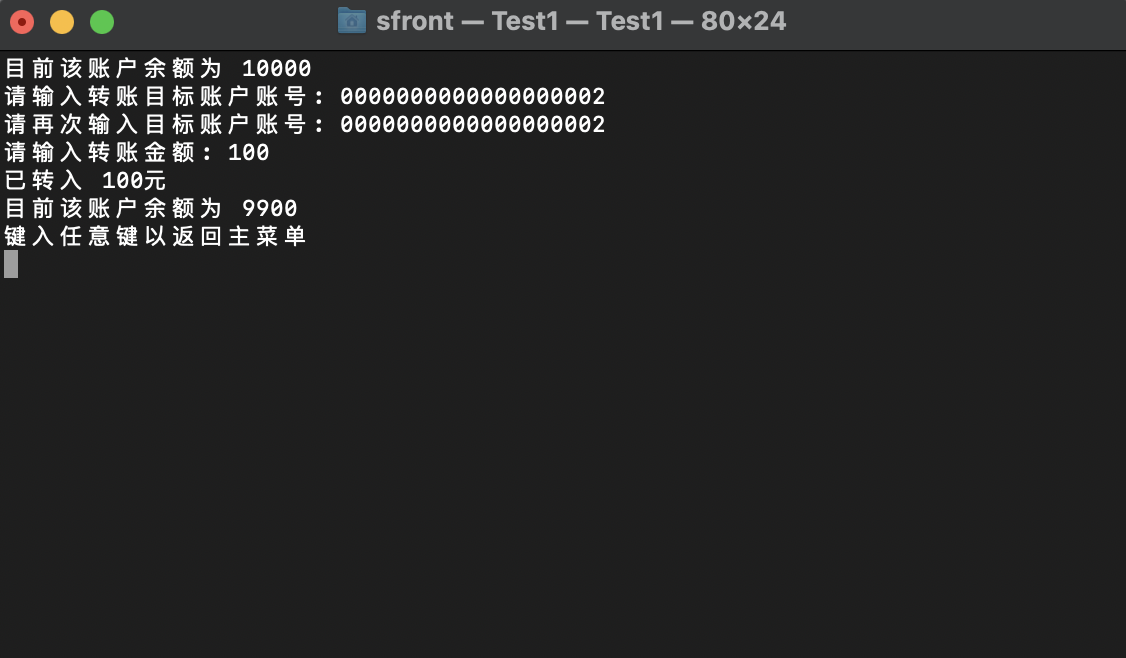 sfront — Test1 — Test1 — 80×24
目前该账户余额为 10000
请输入转账目标账户账号: 0000000000000000002
请再次输入目标账户账号: 0000000000000000002
请输入转账金额: 100
已转入 100元
目前该账户余额为 9900
键入任意键以返回主菜单